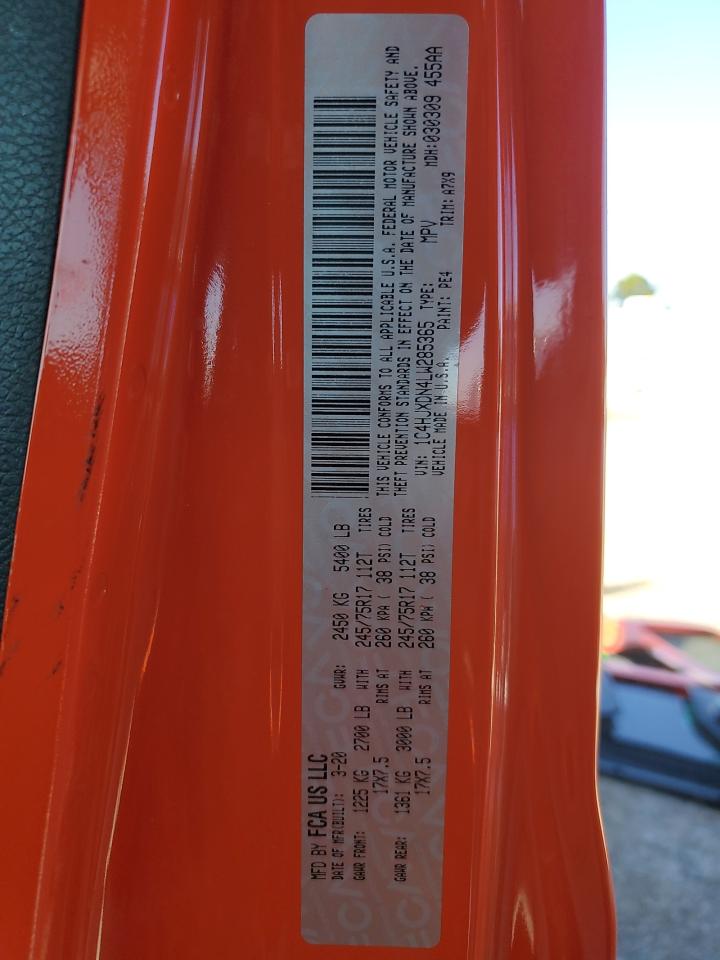 MFD BY FCA US LLC
DATE OF MFR(BUILT): 3-20 GVWR: 2450 KG 5400 LB
GAWR FRONT: 1225 KG 2700 LB WITH 245/75R17 112T TIRES
17X7.5 RIMS AT 260 KPA ( 38 PSI) COLD
GAWR REAR: 1361 KG 3000 LB WITH 245/75R17 112T TIRES
17X7.5 RIMS AT 260 KPA ( 38 PSI) COLD
THIS VEHICLE CONFORMS TO ALL APPLICABLE U.S.A. FEDERAL MOTOR VEHICLE SAFETY AND
THEFT PREVENTION STANDARDS IN EFFECT ON THE DATE OF MANUFACTURE SHOWN ABOVE.
VIN: 1C4HJXDN4LW285365 TYPE: MPV MDH: 030309 455AA
VEHICLE MADE IN U.S.A. PAINT: PE4 TRIM: A7X9